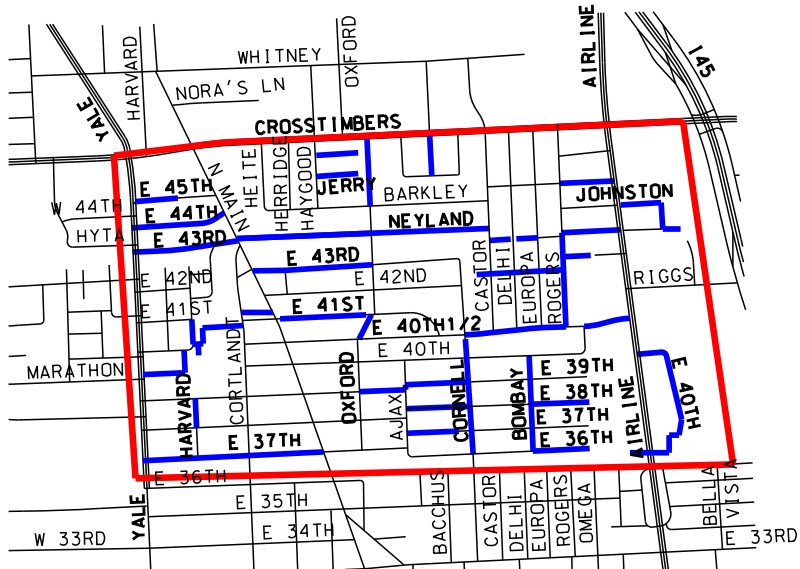 HARVARD
OXFORD
AIRLINE
I45
WHITNEY
NORA'S LN
YALE
CROSSTIMBERS
N MAIN
HEITE
HERRIDGE
HAYGOOD
E 45TH
JERRY
BARKLEY
JOHNSTON
W 44TH
E 44TH
NEYLAND
HYTA
E 43RD
E 43RD
CASTOR
DELHI
EUROPA
ROGERS
E 42ND
E 42ND
RIGGS
E 41ST
E 41ST
E 40TH1/2
E 40TH
MARATHON
HARVARD
CORTLANDT
OXFORD
AJAX
CORNELL
BOMBAY
E 39TH
E 38TH
E 37TH
E 36TH
AIRLINE
E 40TH
E 37TH
E 36TH
YALE
E 35TH
E 34TH
W 33RD
BACCHUS
CASTOR
DELHI
EUROPA
ROGERS
OMEGA
BELLA
VISTA
E 33RD